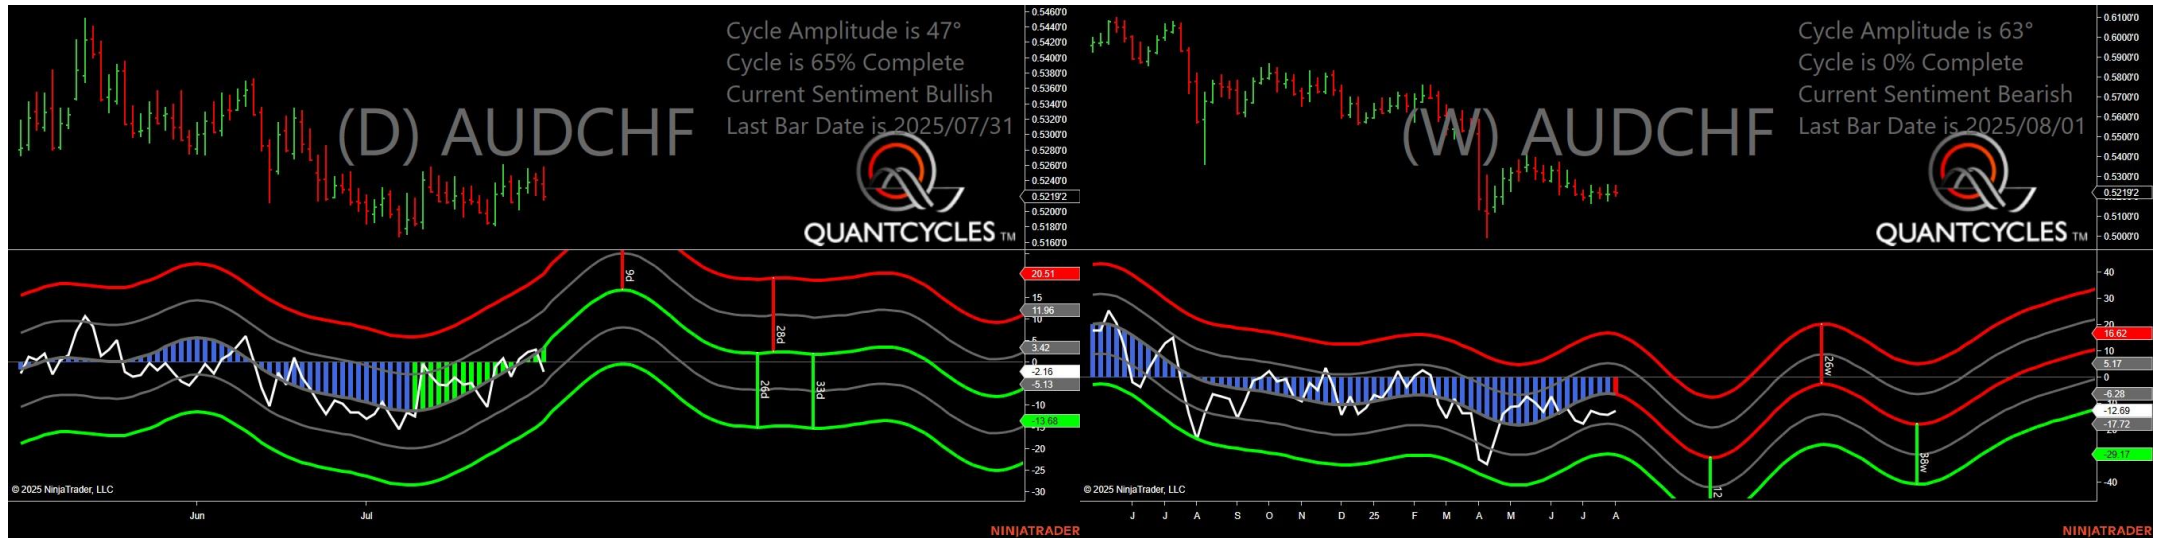 Cycle Amplitude is 47°
Cycle is 65% Complete
Current Sentiment Bullish
Last Bar Date is 2025/07/31
(D) AUDCHF
QUANTCYCLES TM
0.5460'0
0.5440'0
0.5420'0
0.5400'0
0.5380'0
0.5360'0
0.5340'0
0.5320'0
0.5300'0
0.5280'0
0.5260'0
0.5240'0
0.5219'2
0.5200'0
0.5180'0
0.5160'0
9d
28d
26d
33d
20.51
15
11.96
10
5
3.42
0
-2.16
-5.13
-10
-13.68
-15
-20
-25
-30
© 2025 NinjaTrader, LLC
Jun
Jul
NINJATRADER
Cycle Amplitude is 63°
Cycle is 0% Complete
Current Sentiment Bearish
Last Bar Date is 2025/08/01
(W) AUDCHF
QUANTCYCLES TM
0.6100'0
0.6000'0
0.5900'0
0.5800'0
0.5700'0
0.5600'0
0.5500'0
0.5400'0
0.5300'0
0.5219'2
0.5100'0
0.5000'0
12
26w
38w
40
30
20
16.62
10
5.17
0
-6.28
-12.69
-17.72
-29.17
-40
© 2025 NinjaTrader, LLC
J J A S O N D 25 F M A M J J A
NINJATRADER